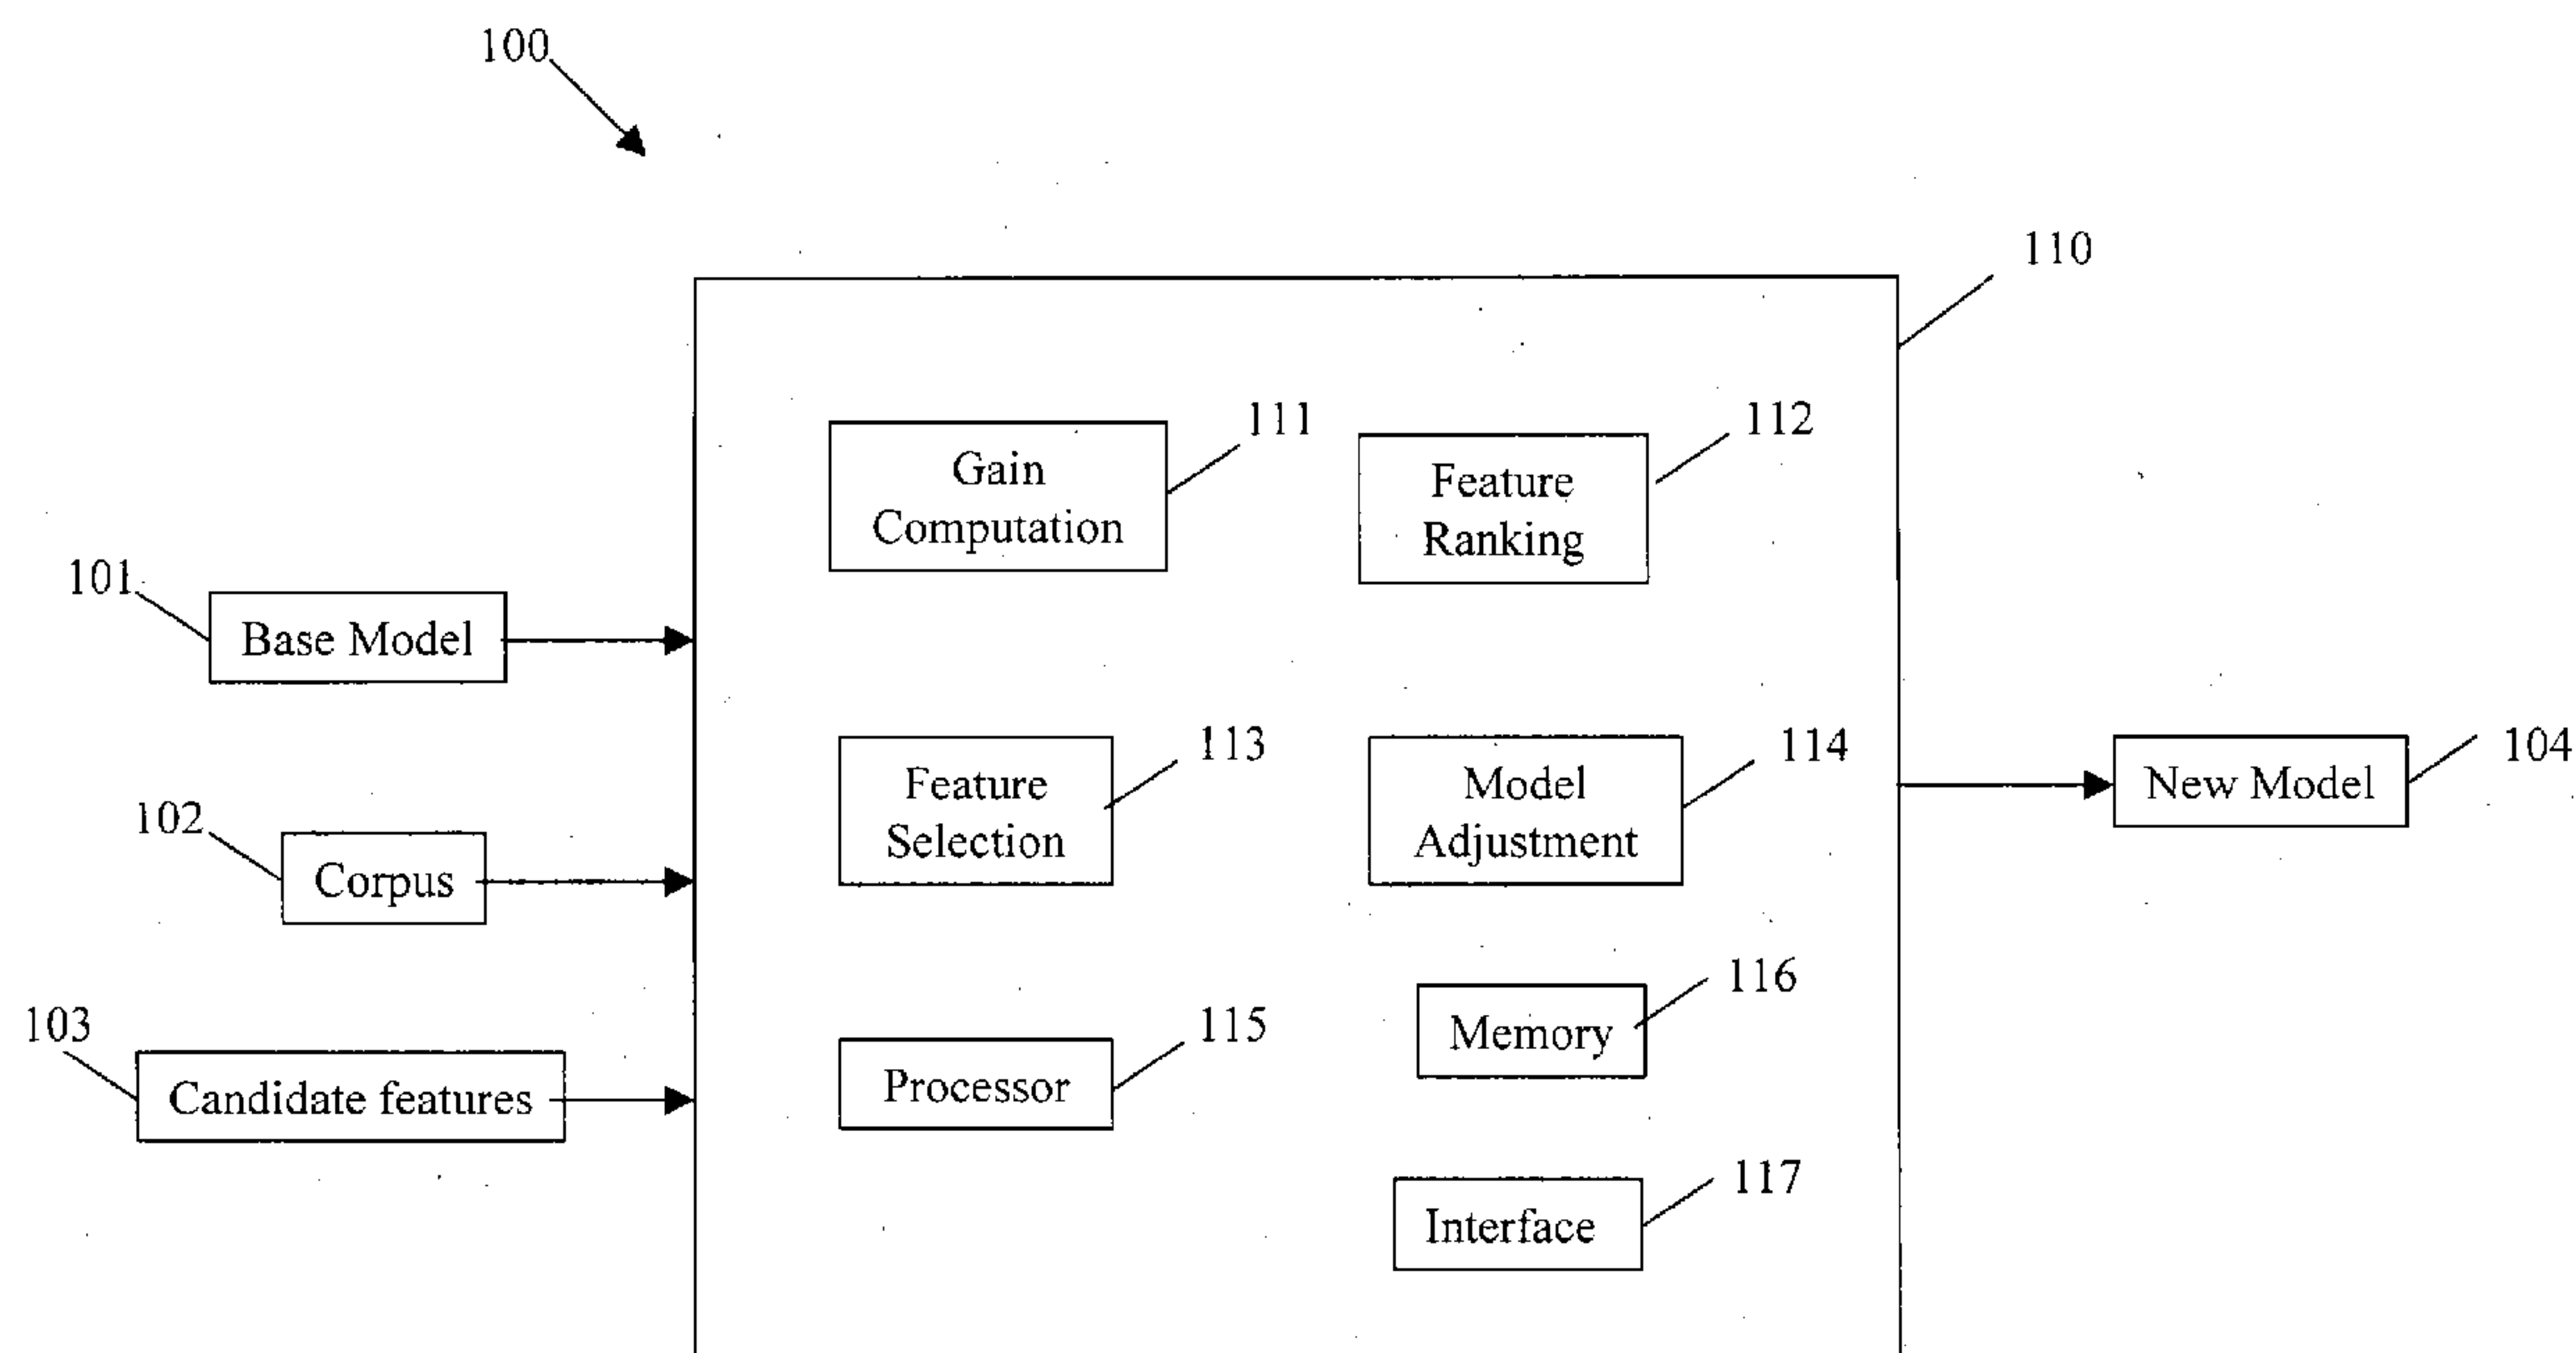 100
110
111
112
Gain
Computation
Feature
Ranking
101
Base Model
113
114
104
Feature
Selection
Model
Adjustment
New Model
102
Corpus
116
Memory
103
115
Candidate features
Processor
117
Interface